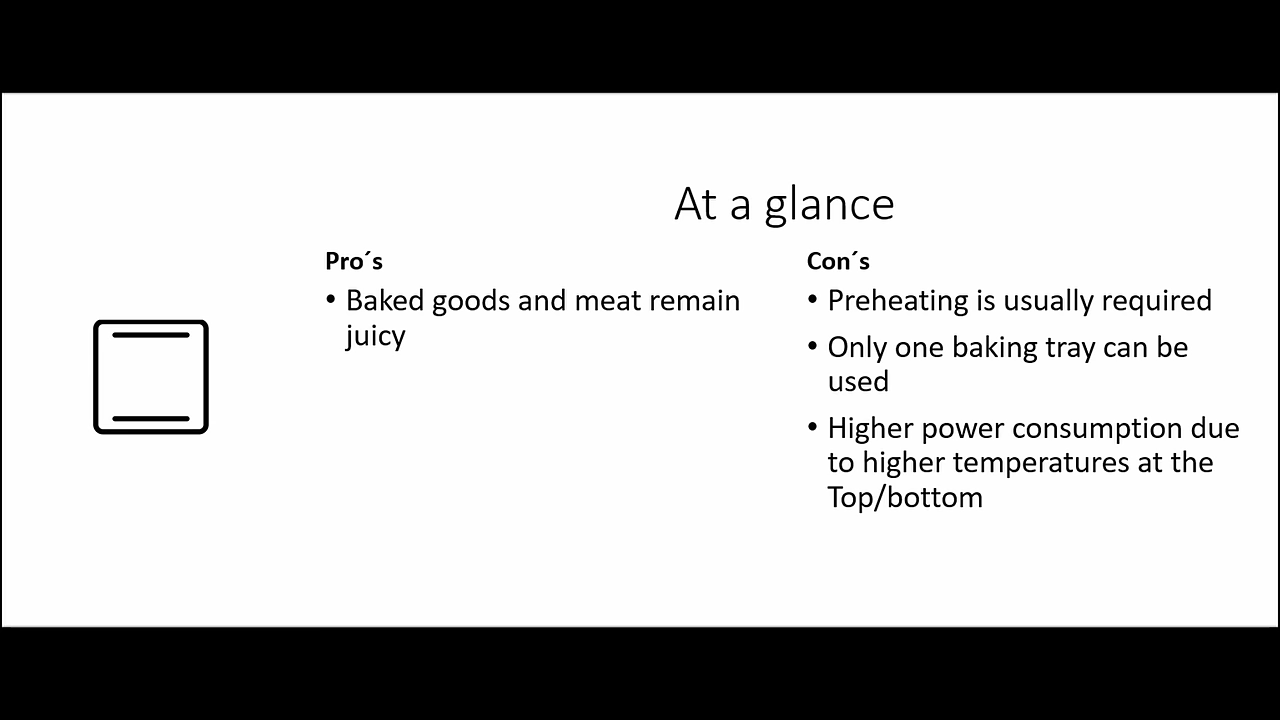 At a glance
Pro´s
• Baked goods and meat remain
juicy
Con´s
• Preheating is usually required
• Only one baking tray can be
used
• Higher power consumption due
to higher temperatures at the
Top/bottom